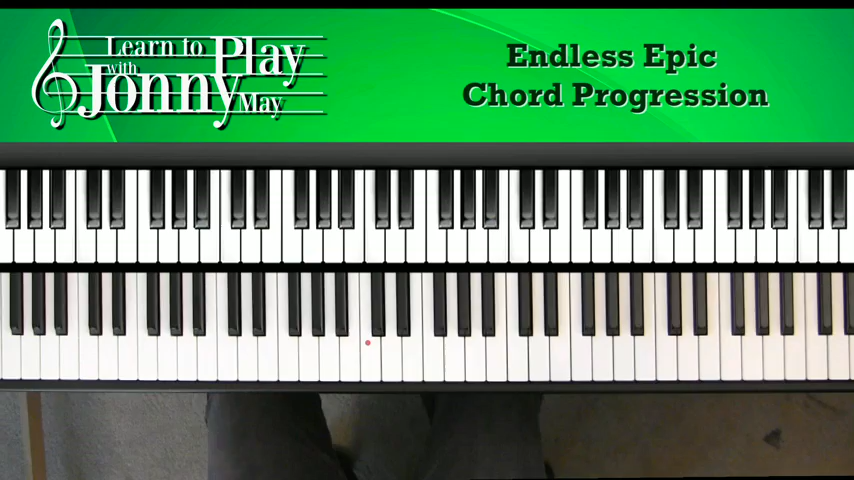 Learn to Play
with
Jonny May
Endless Epic
Chord Progression